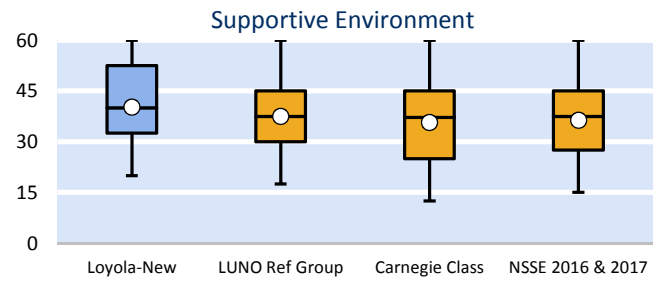 Supportive Environment
60
45
30
15
0
Loyola-New LUNO Ref Group Carnegie Class NSSE 2016 & 2017